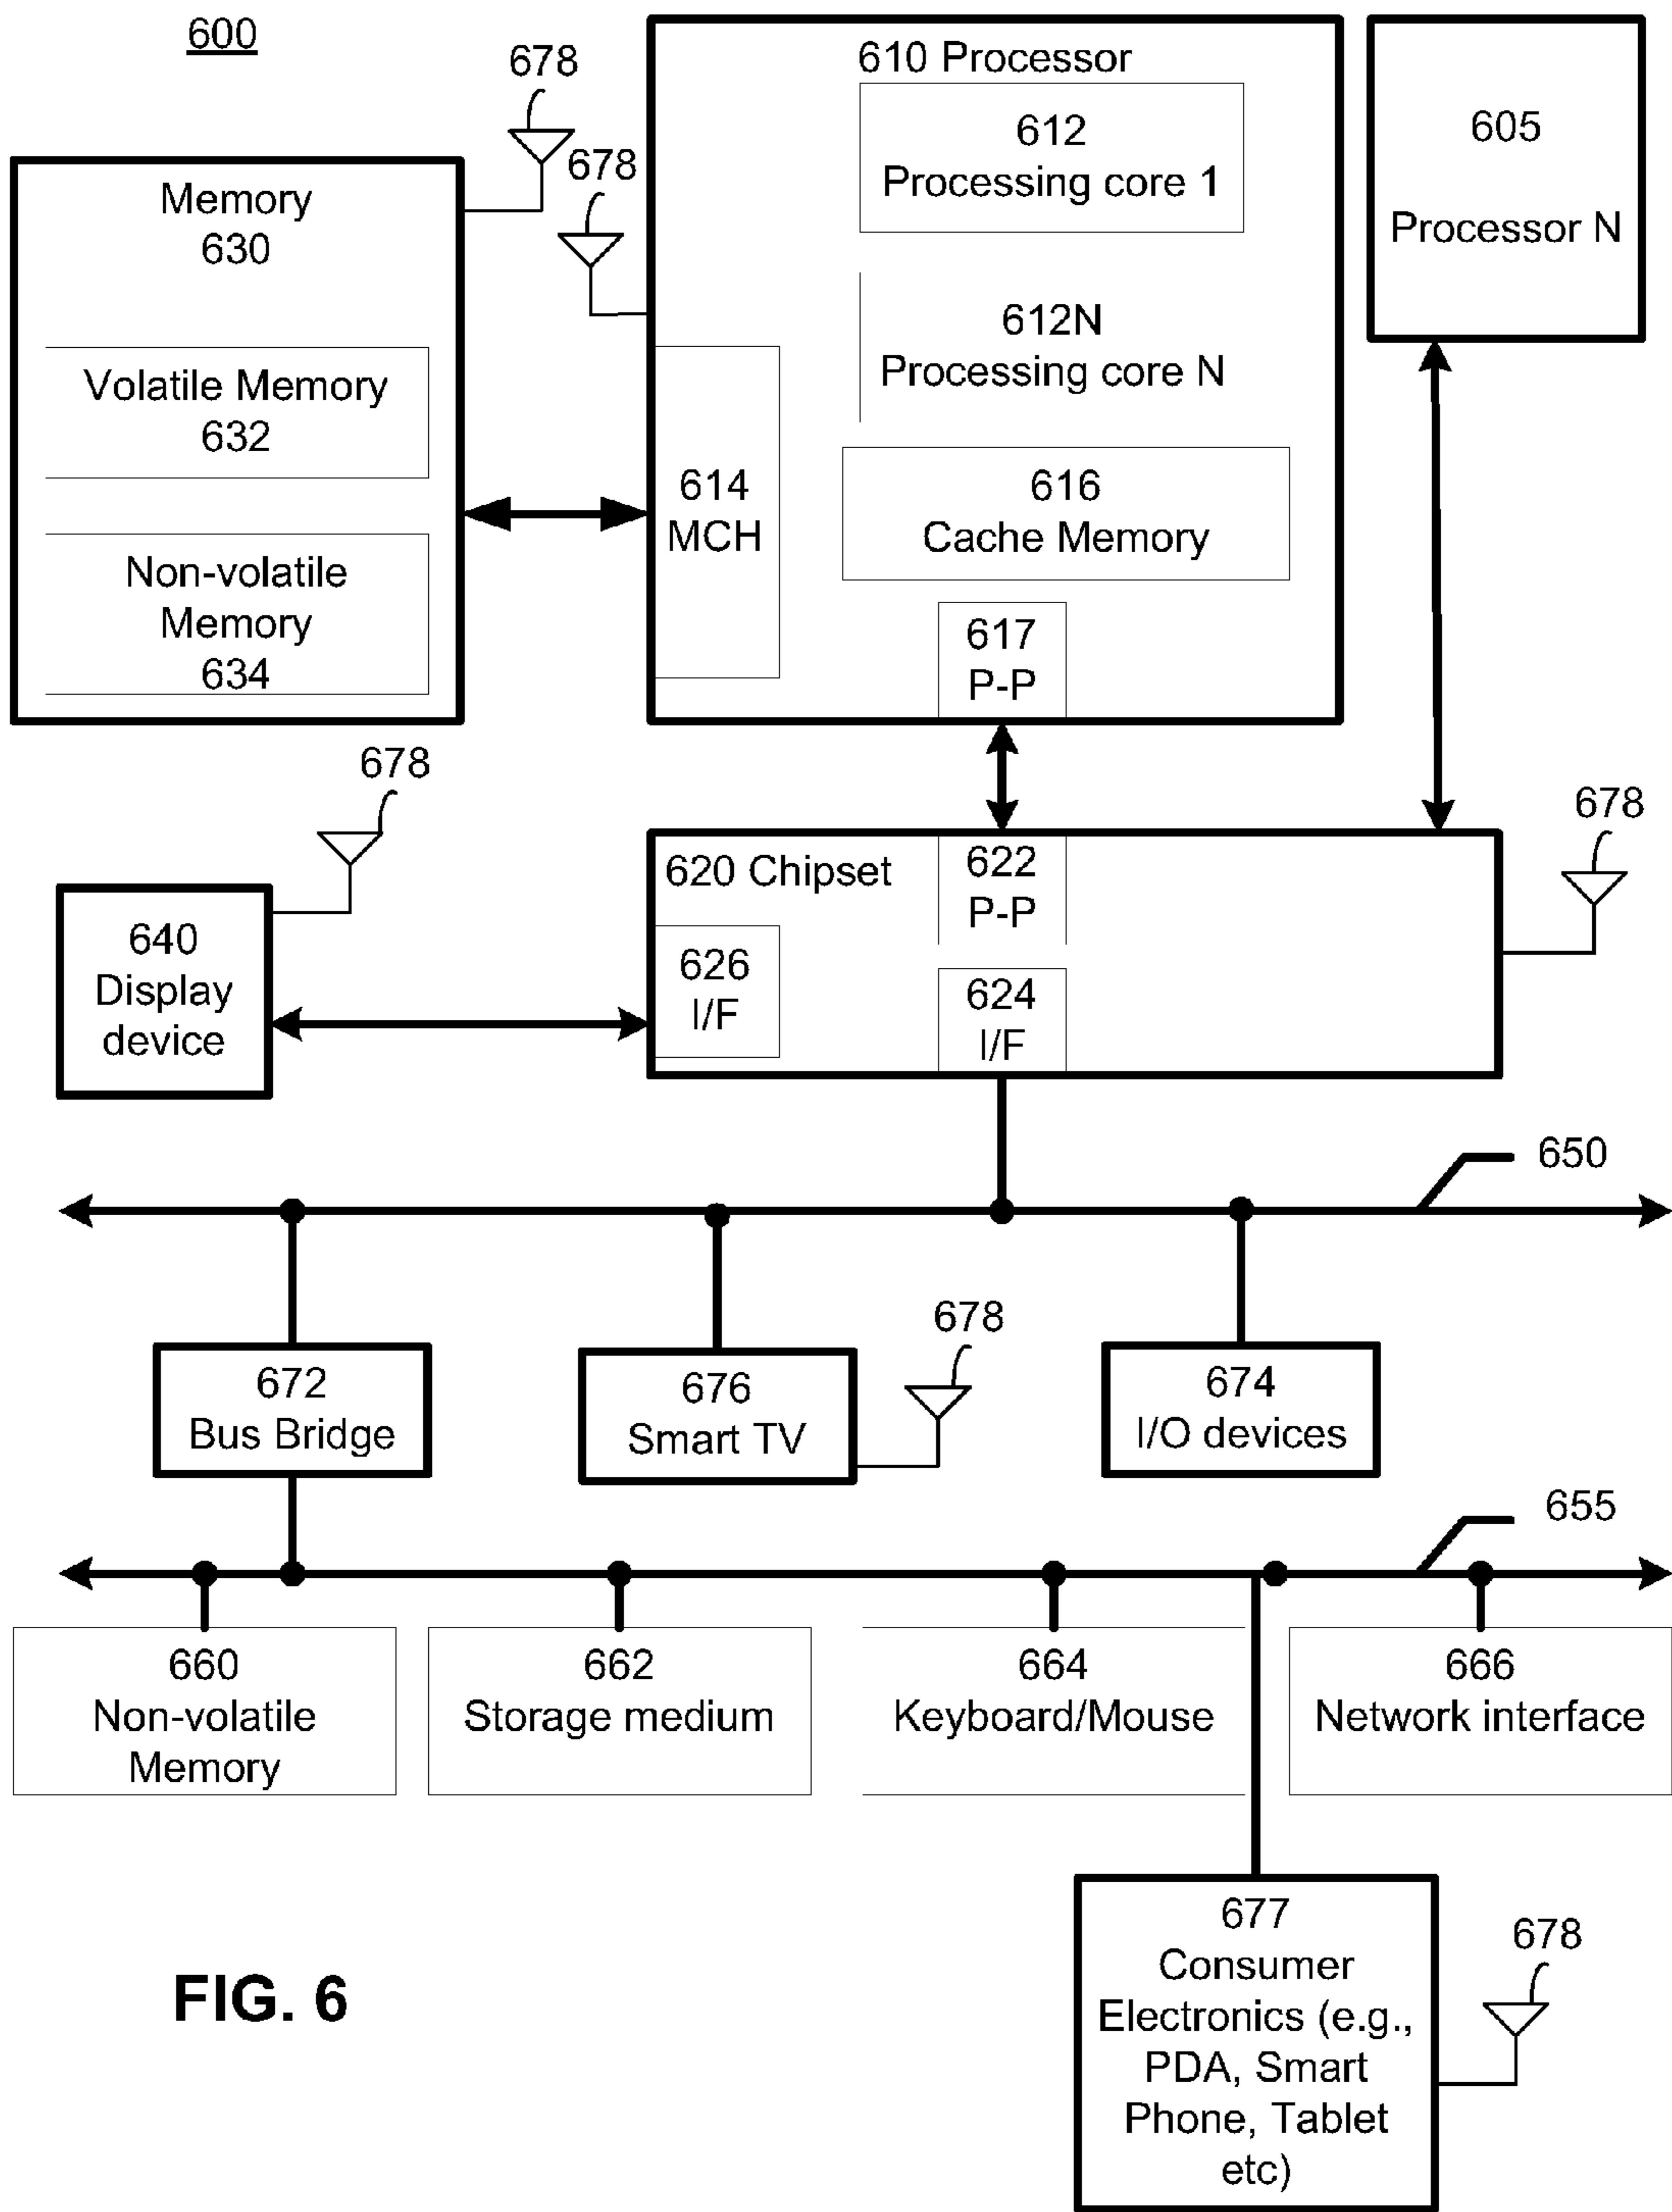 600
678
678
610 Processor
612
Processing core 1
612N
Processing core N
614
MCH
616
Cache Memory
617
P-P
605
Processor N
Memory
630
Volatile Memory
632
Non-volatile
Memory
634
678
640
Display
device
620 Chipset
622
P-P
626
I/F
624
I/F
678
650
672
Bus Bridge
676
Smart TV
678
674
I/O devices
655
660
Non-volatile
Memory
662
Storage medium
664
Keyboard/Mouse
666
Network interface
677
Consumer
Electronics (e.g.,
PDA, Smart
Phone, Tablet
etc)
678
FIG. 6